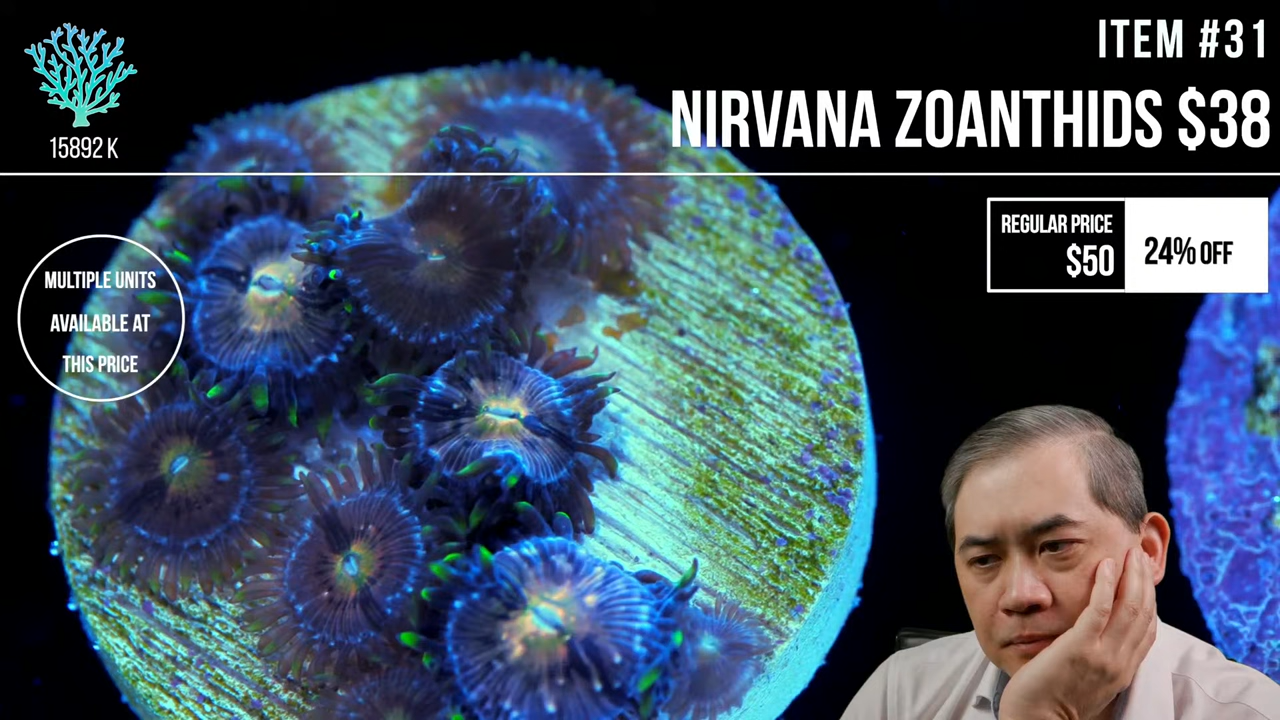 ITEM #31
NIRVANA ZOANTHIDS $38
15892 K
REGULAR PRICE
$50
24% OFF
MULTIPLE UNITS
AVAILABLE AT
THIS PRICE